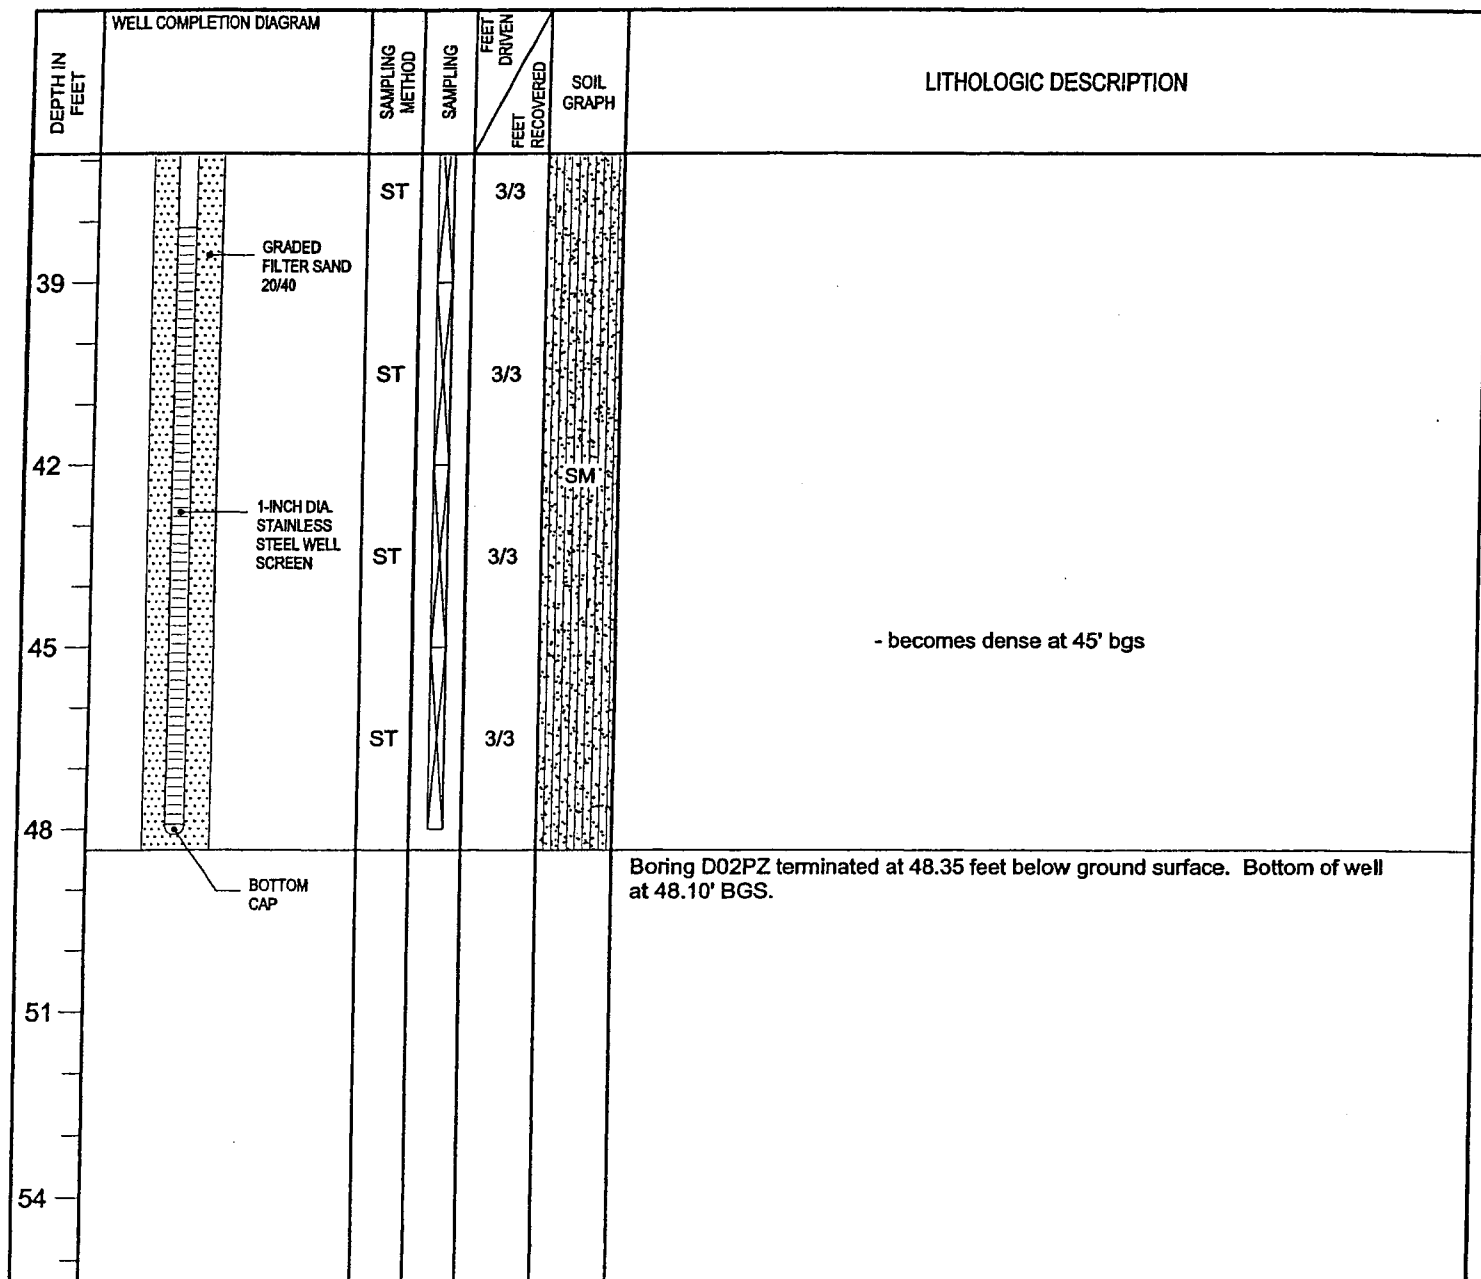 DEPTH IN
FEET
WELL COMPLETION DIAGRAM
SAMPLING
METHOD
SAMPLING
FEET
DRIVEN
FEET
RECOVERED
SOIL
GRAPH
LITHOLOGIC DESCRIPTION
ST
3/3
GRADED
FILTER SAND
20/40
39
ST
3/3
42
SM
1-INCH DIA.
STAINLESS
STEEL WELL
SCREEN
ST
3/3
45
- becomes dense at 45' bgs
ST
3/3
48
Boring D02PZ terminated at 48.35 feet below ground surface. Bottom of well
at 48.10' BGS.
BOTTOM
CAP
51
54